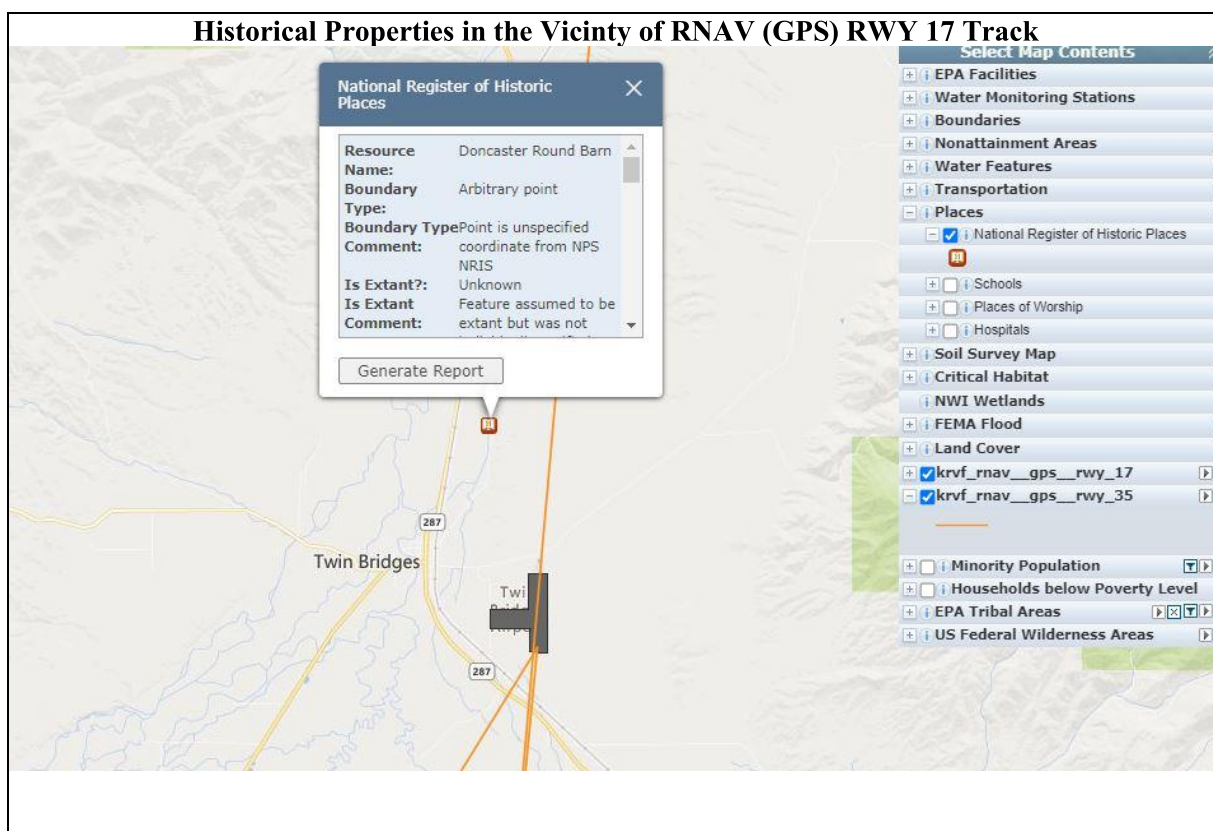 Historical Properties in the Vicinty of RNAV (GPS) RWY 17 Track
National Register of Historic
Places
Resource Doncaster Round Barn
Name:
Boundary Arbitrary point
Type:
Boundary Type Point is unspecified
Comment: coordinate from NPS
NRIS
Is Extant?: Unknown
Is Extant Feature assumed to be
Comment: extant but was not
Generate Report
287
Twin Bridges
Twi
287
Select Map Contents
EPA Facilities
Water Monitoring Stations
Boundaries
Nonattainment Areas
Water Features
Transportation
Places
National Register of Historic Places
Schools
Places of Worship
Hospitals
Soil Survey Map
Critical Habitat
NWI Wetlands
FEMA Flood
Land Cover
krvf_rnav__gps__rwy_17
krvf_rnav__gps__rwy_35
Minority Population
Households below Poverty Level
EPA Tribal Areas
US Federal Wilderness Areas